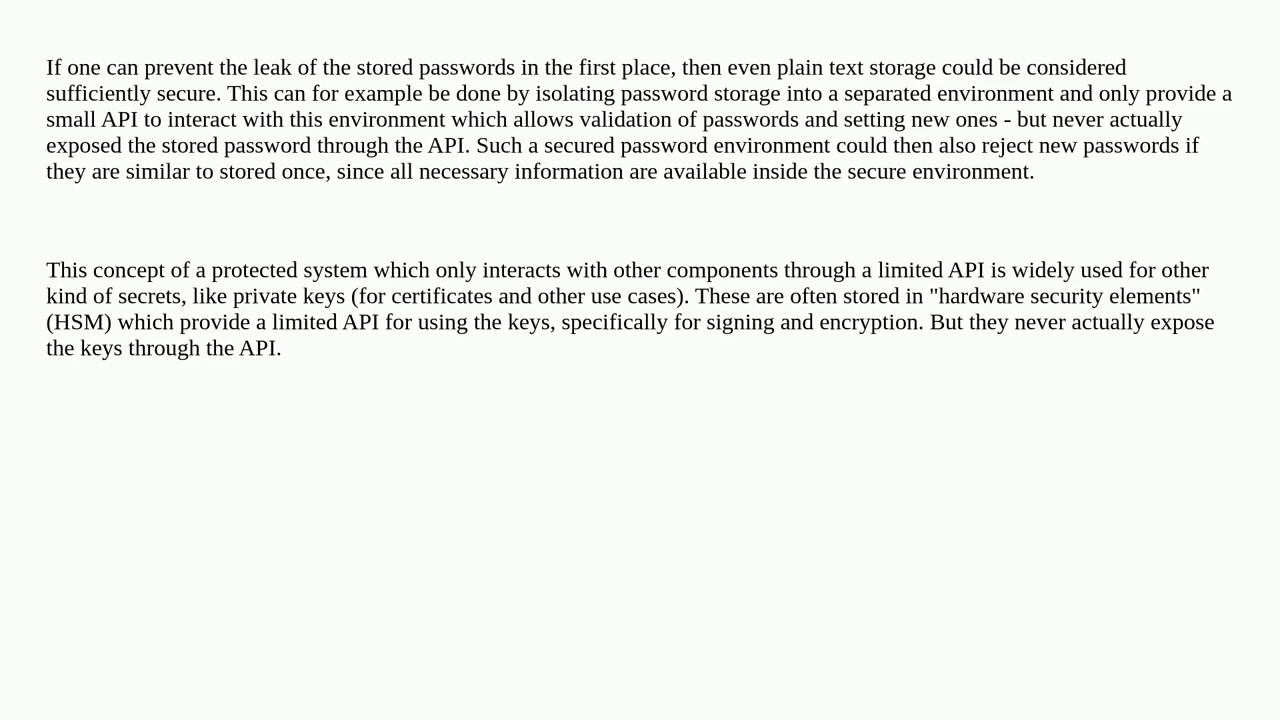 If one can prevent the leak of the stored passwords in the first place, then even plain text storage could be considered
sufficiently secure. This can for example be done by isolating password storage into a separated environment and only provide a
small API to interact with this environment which allows validation of passwords and setting new ones - but never actually
exposed the stored password through the API. Such a secured password environment could then also reject new passwords if
they are similar to stored once, since all necessary information are available inside the secure environment.
This concept of a protected system which only interacts with other components through a limited API is widely used for other
kind of secrets, like private keys (for certificates and other use cases). These are often stored in "hardware security elements"
(HSM) which provide a limited API for using the keys, specifically for signing and encryption. But they never actually expose
the keys through the API.